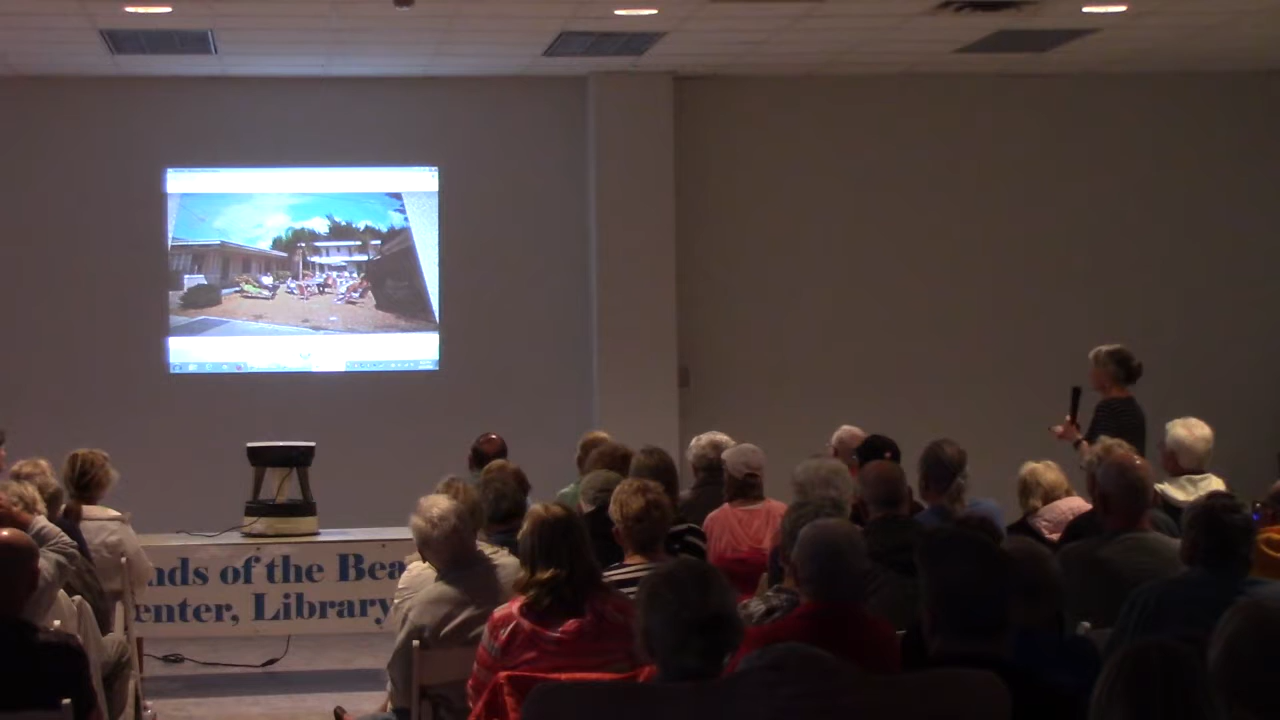 nds of the Bea
enter, Library